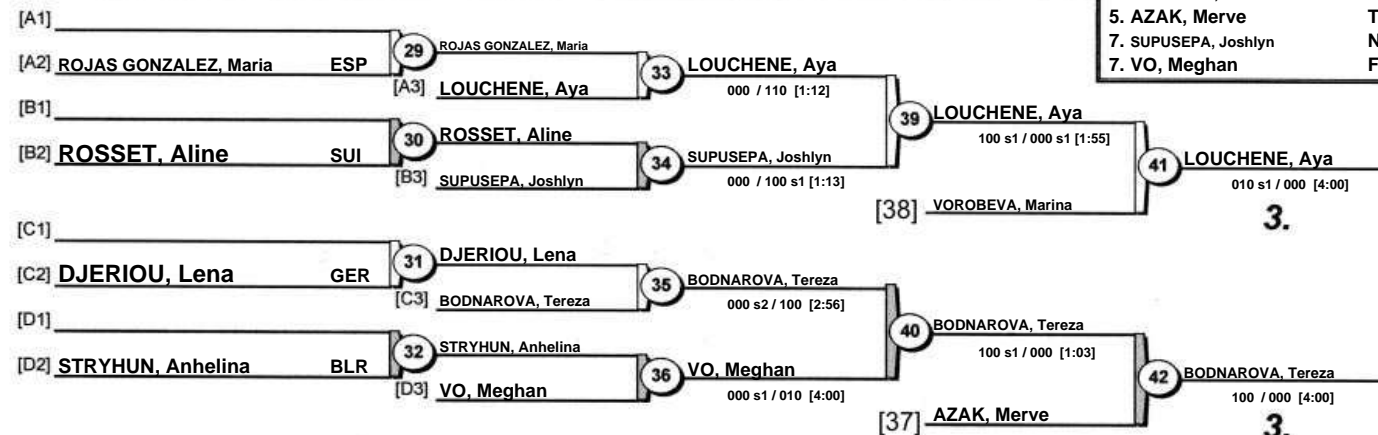 5. AZAK, Merve T
7. SUPUSEPA, Joshlyn N
7. VO, Meghan F
[A1]
[A2] ROJAS GONZALEZ, Maria ESP
29
ROJAS GONZALEZ, Maria
[A3] LOUCHENE, Aya
33
LOUCHENE, Aya
000 / 110 [1:12]
[B1]
[B2] ROSSET, Aline SUI
30
ROSSET, Aline
[B3] SUPUSEPA, Joshlyn
34
SUPUSEPA, Joshlyn
000 / 100 s1 [1:13]
39
LOUCHENE, Aya
100 s1 / 000 s1 [1:55]
[38] VOROBEVA, Marina
41
LOUCHENE, Aya
010 s1 / 000 [4:00]
3.
[C1]
[C2] DJERIOU, Lena GER
31
DJERIOU, Lena
[C3] BODNAROVA, Tereza
35
BODNAROVA, Tereza
000 s2 / 100 [2:56]
[D1]
[D2] STRYHUN, Anhelina BLR
32
STRYHUN, Anhelina
[D3] VO, Meghan
36
VO, Meghan
000 s1 / 010 [4:00]
40
BODNAROVA, Tereza
100 s1 / 000 [1:03]
[37] AZAK, Merve
42
BODNAROVA, Tereza
100 / 000 [4:00]
3.